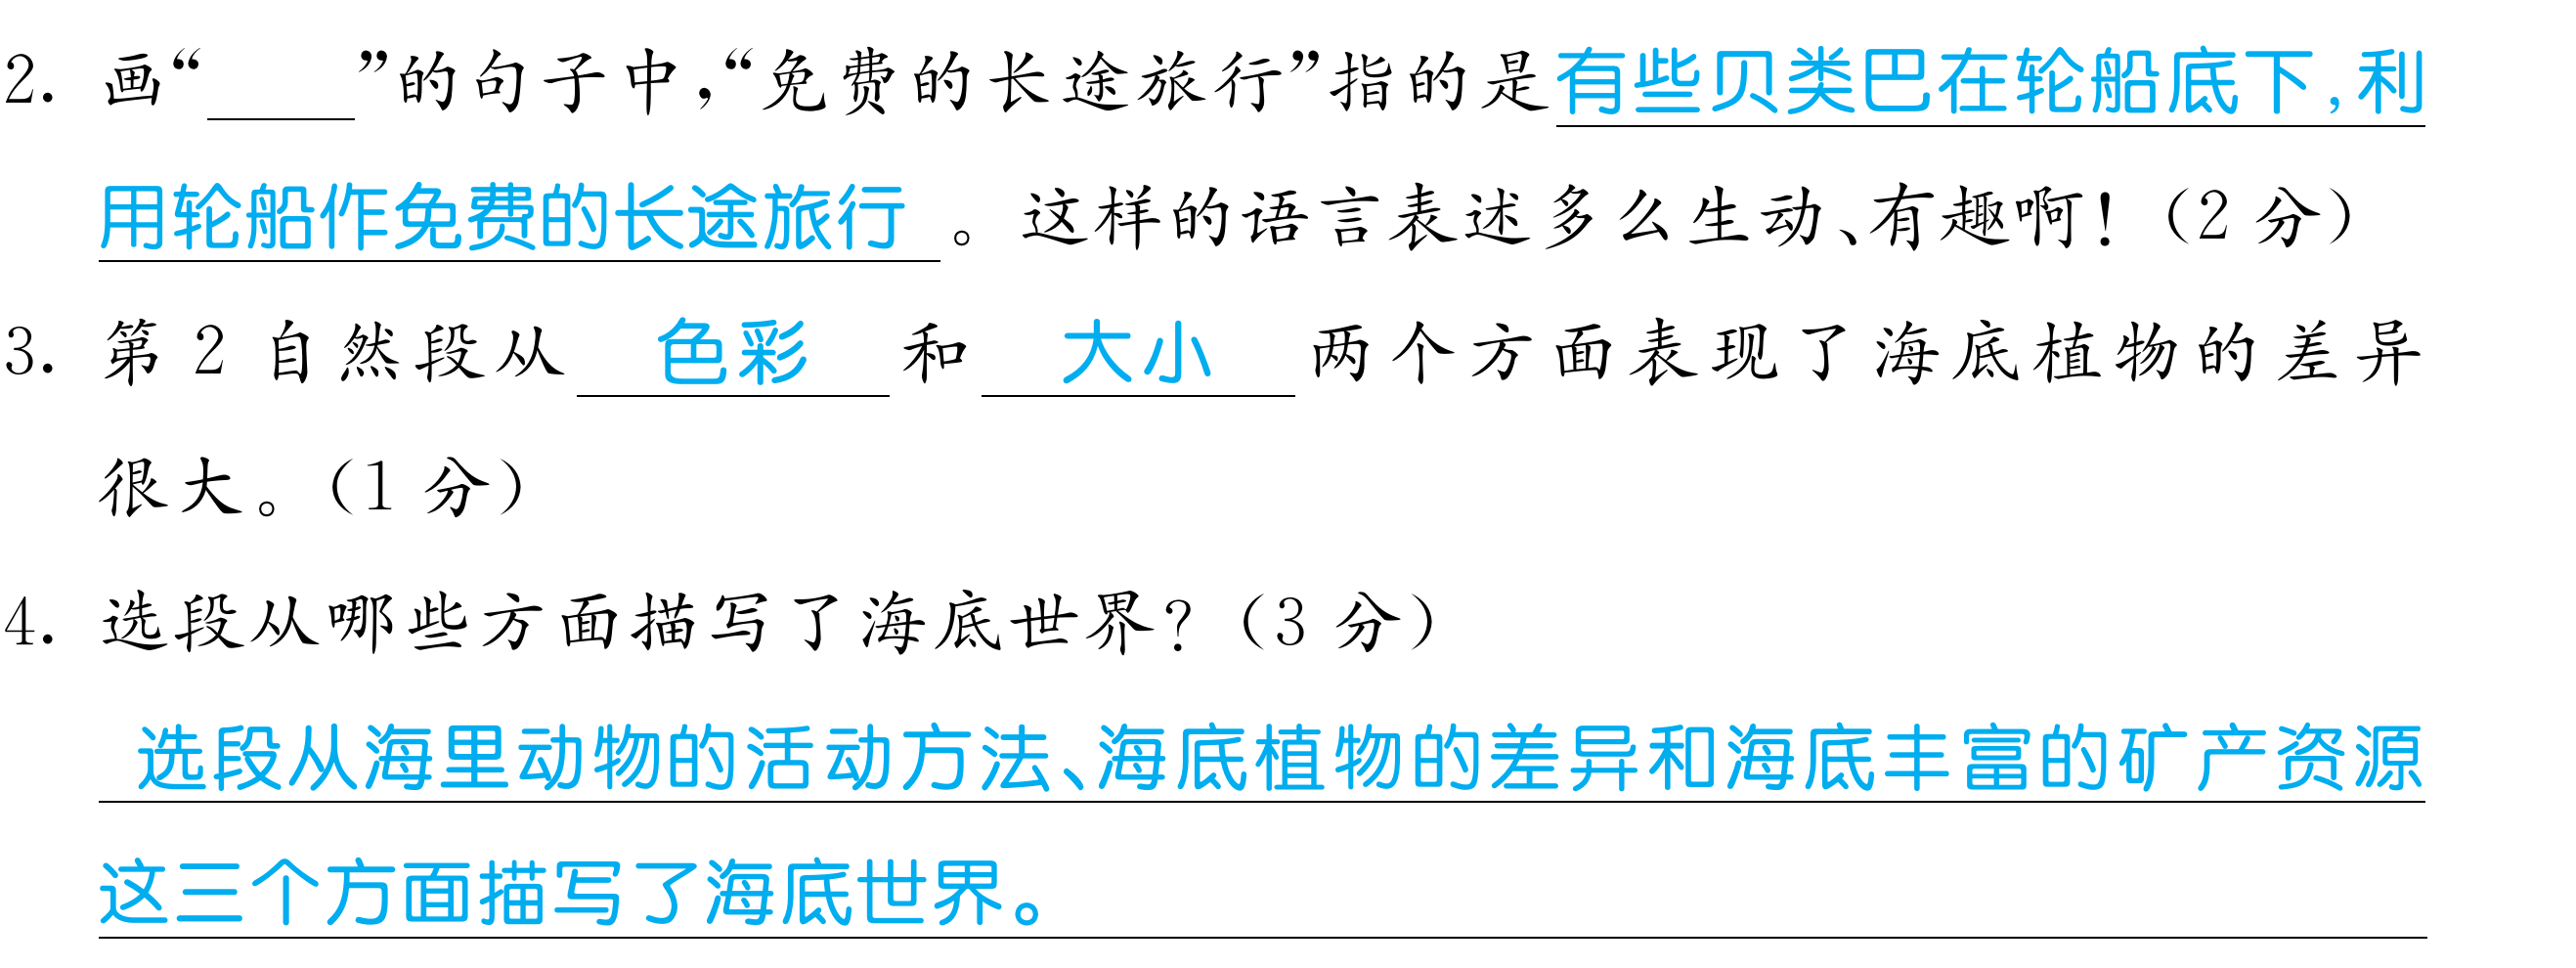 2. 画“____”的句子中,“免费的长途旅行”指的是有些贝类巴在轮船底下,利
用轮船作免费的长途旅行。这样的语言表述多么生动、有趣啊!(2 分)
3. 第 2 自然段从 色彩 和 大小 两个方面表现了海底植物的差异
很大。(1 分)
4. 选段从哪些方面描写了海底世界?(3 分)
选段从海里动物的活动方法、海底植物的差异和海底丰富的矿产资源
这三个方面描写了海底世界。